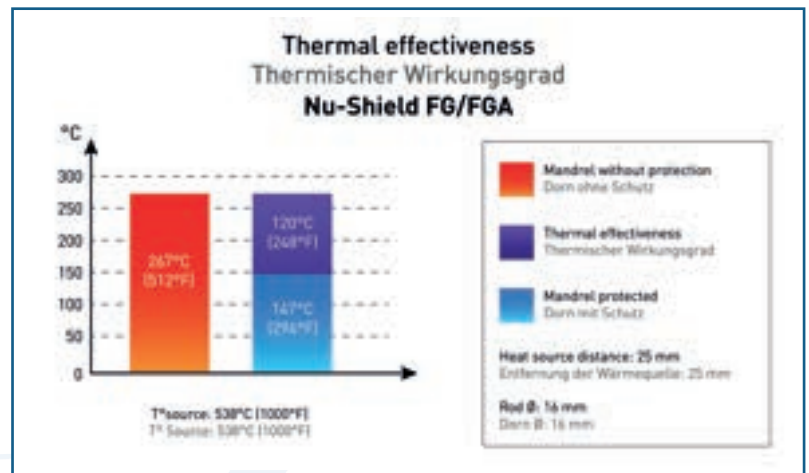 Thermal effectiveness
Thermischer Wirkungsgrad
Nu-Shield FG/FGA
°C
300
250
200
150
100
50
0
267°C
(512°F)
120°C
(248°F)
147°C
(296°F)
T°source: 538°C (1000°F)
T° Source: 538°C (1000°F)
Mandrel without protection
Dorn ohne Schutz
Thermal effectiveness
Thermischer Wirkungsgrad
Mandrel protected
Dorn mit Schutz
Heat source distance: 25 mm
Entfernung der Wärmequelle: 25 mm
Rod Ø: 16 mm
Dorn Ø: 16 mm